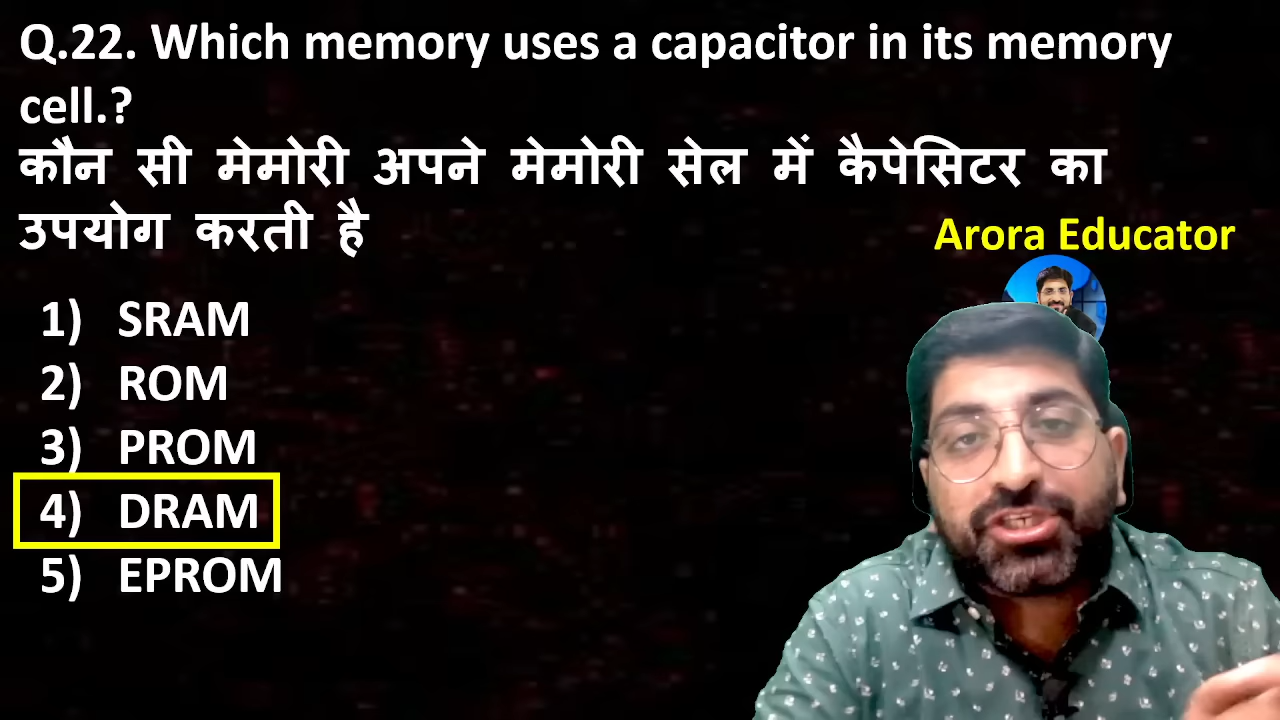 Q.22. Which memory uses a capacitor in its memory
cell.?
कौन सी मेमोरी अपने मेमोरी सेल में कैपेसिटर का
उपयोग करती है
Arora Educator
1) SRAM
2) ROM
3) PROM
4) DRAM
5) EPROM